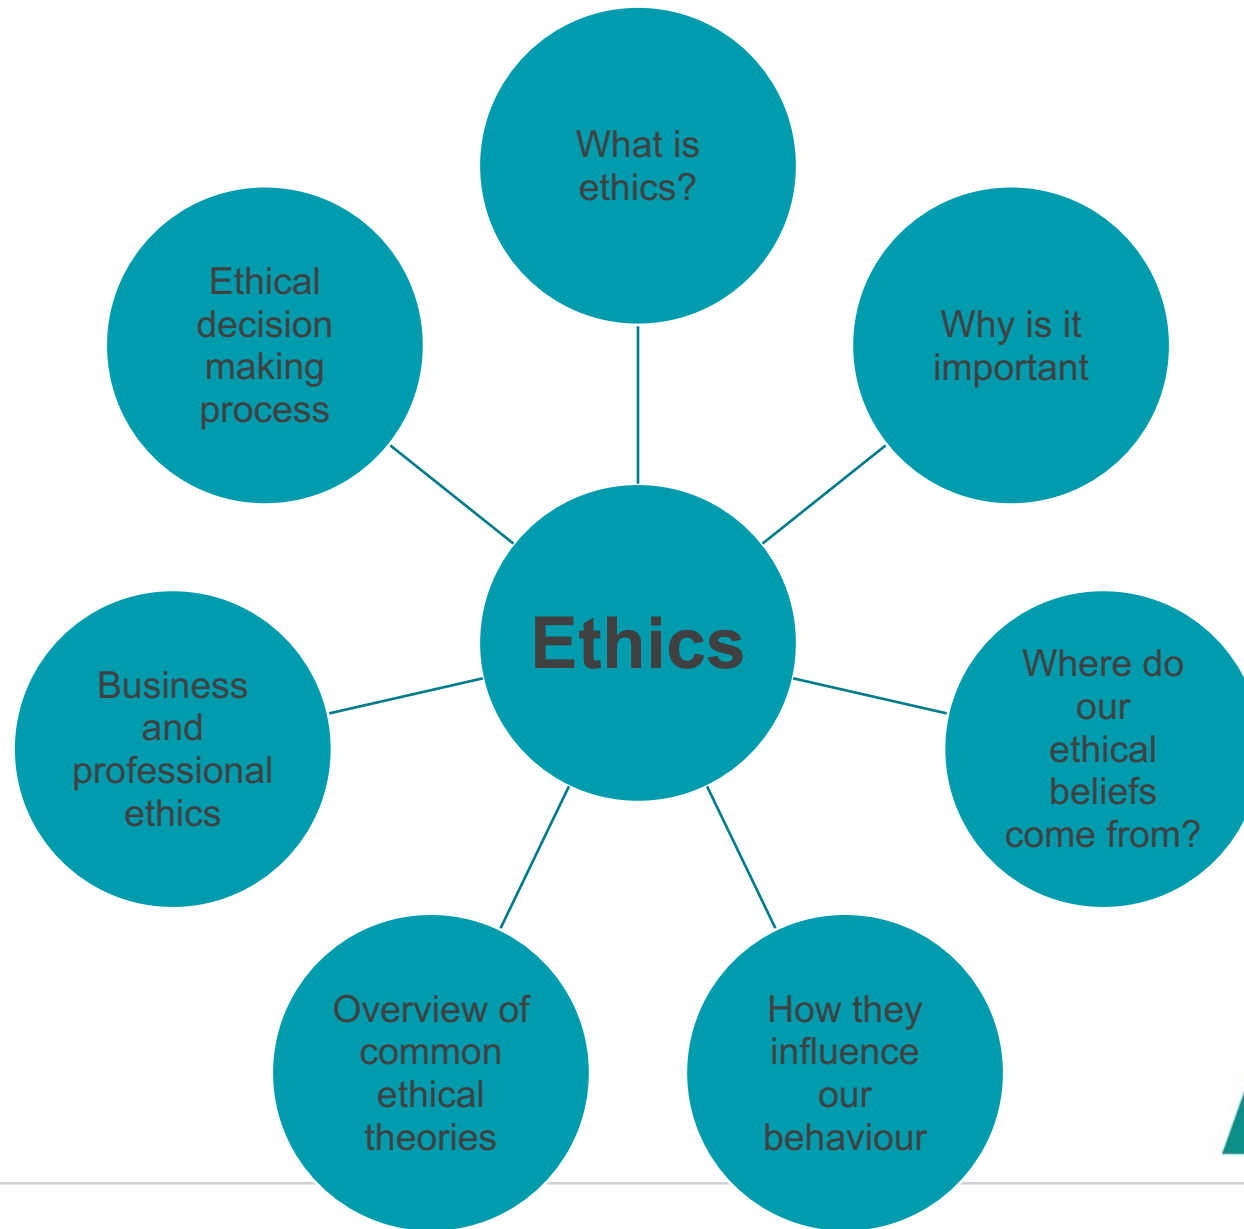 What is
ethics?
Why is it
important
Where do
our
ethical
beliefs
come from?
How they
influence
our
behaviour
Overview of
common
ethical
theories
Business
and
professional
ethics
Ethical
decision
making
process
Ethics